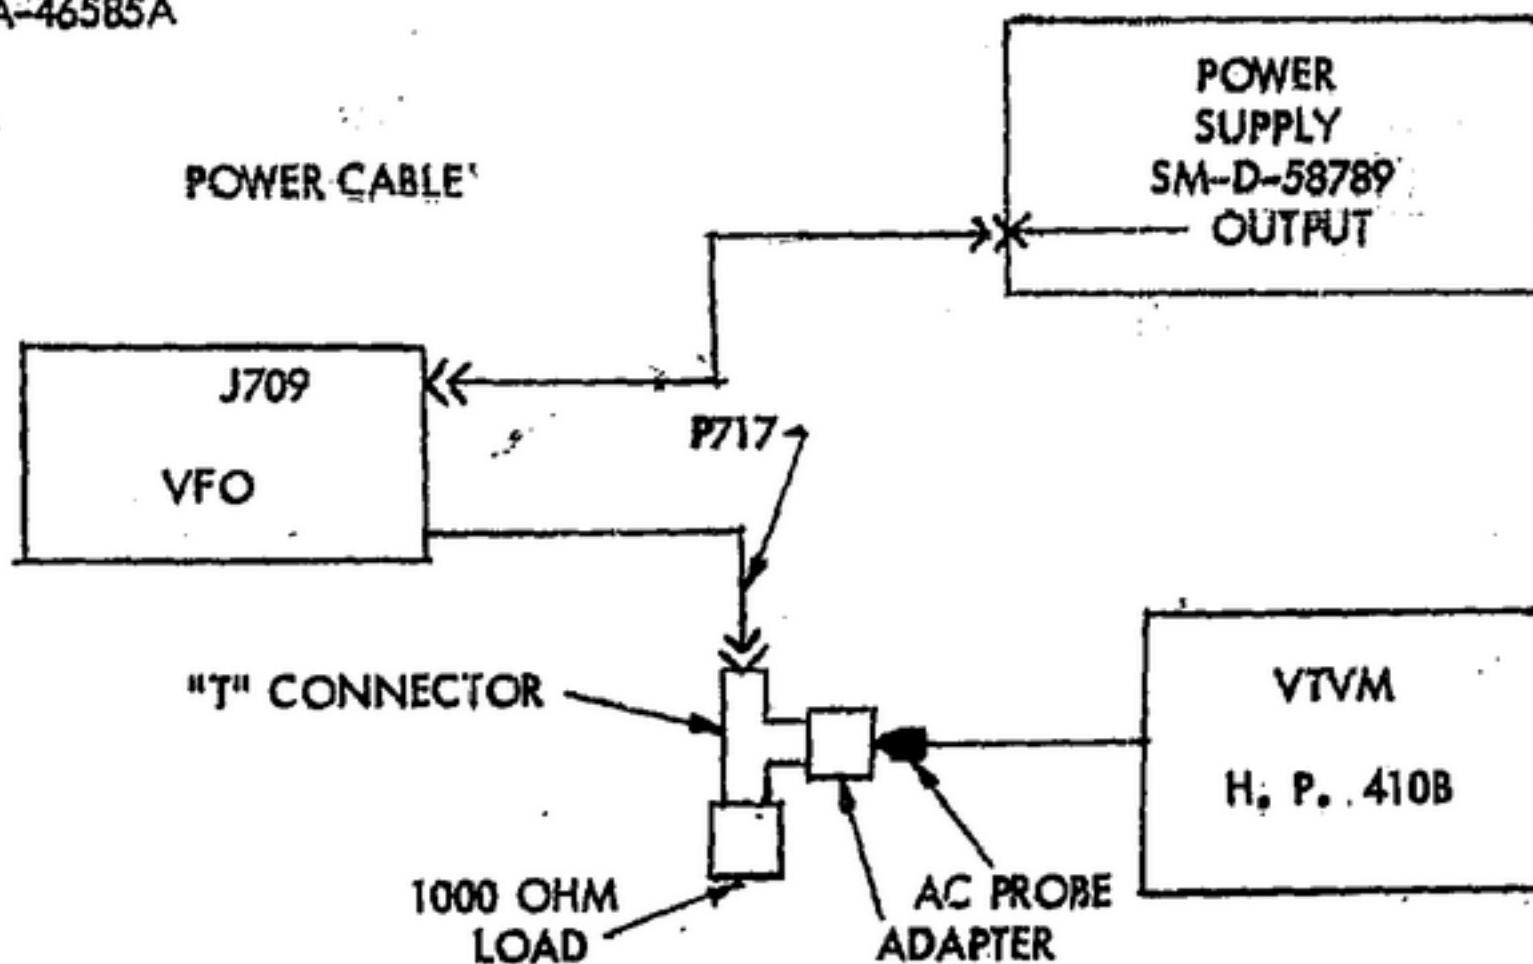 A-46585A
POWER CABLE
POWER
SUPPLY
SM-D-58789
OUTPUT
J709
VFO
P717
"T" CONNECTOR
VTVM
H. P. 410B
1000 OHM
LOAD
AC PROBE
ADAPTER